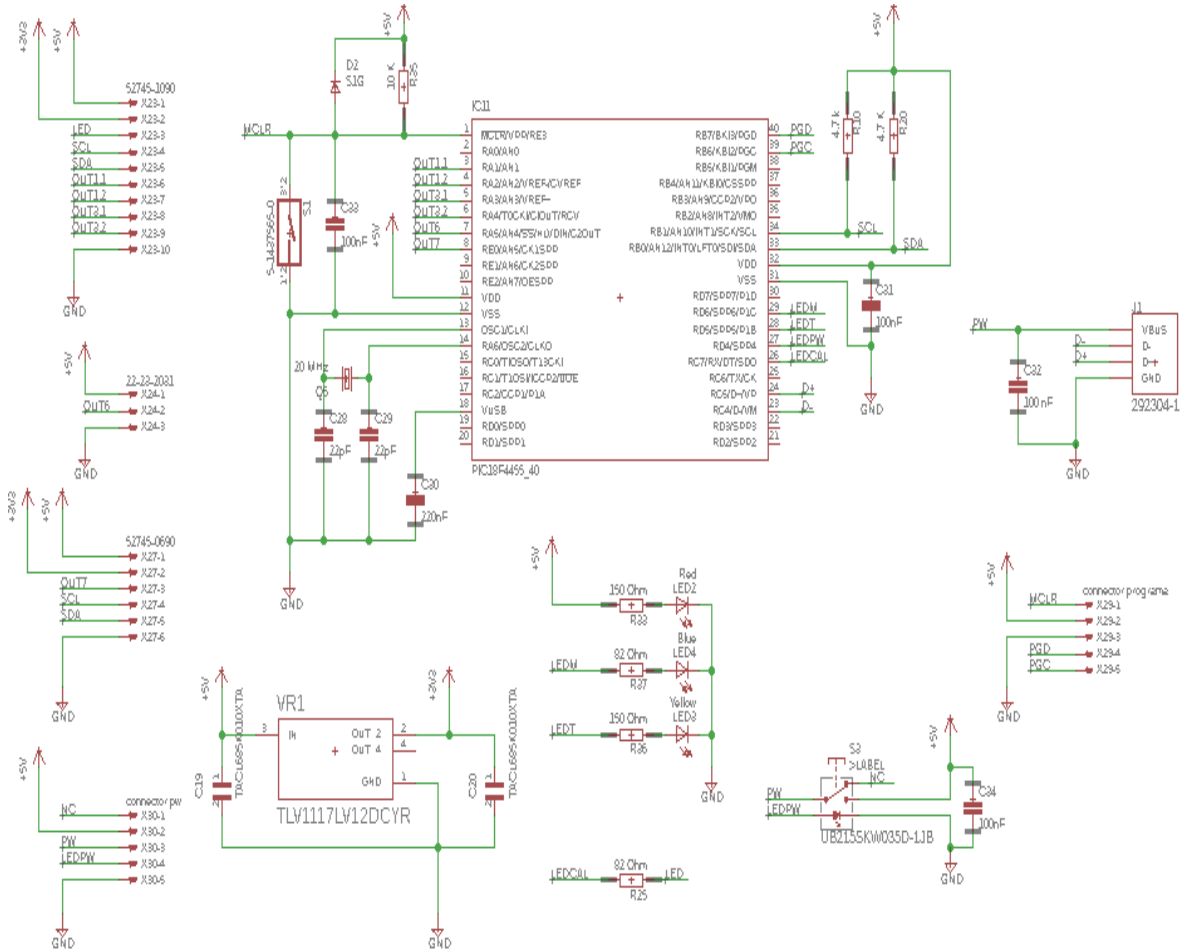 +3V3
+5V
52745-1090
X23-1
X23-2
LED X23-3
SCL X23-4
SDA X23-5
OUT1.1 X23-6
OUT1.2 X23-7
OUT3.1 X23-8
OUT3.2 X23-9
X23-10
GND
22-23-2031
X24-1
OUT6 X24-2
X24-3
GND
+3V3
+5V
52745-0690
X27-1
X27-2
OUT7 X27-3
SCL X27-4
SDA X27-5
X27-6
GND
+5V
connector pw
NC X30-1
X30-2
PW X30-3
LEDPW X30-4
X30-5
GND
+5V
D2
S1G
10 K
R35
MCLR
3*2
S1
5-1437565-0
1*2
C33
100nF
+5V
OUT1.1
OUT1.2
OUT3.1
OUT3.2
OUT6
OUT7
20 MHz
C28
22pF
C29
22pF
C30
220nF
GND
IC11
1 MCLR/VPP/RE3
2 RA0/AN0
3 RA1/AN1
4 RA2/AN2/VREF-/CVREF
5 RA3/AN3/VREF-
6 RA4/T0CKI/C1OUT/RCV
7 RA5/AN4/SS/HLVDIN/C2OUT
8 RE0/AN5/CK1SPP
9 RE1/AN6/CK2SPP
10 RE2/AN7/OESPP
11 VDD
12 VSS
13 OSC1/CLKI
14 RA6/OSC2/CLKO
15 RC0/T1OSO/T13CKI
16 RC1/T1OSI/CCP2/UOE
17 RC2/CCP1/P1A
18 VUSB
19 RD0/SPP0
20 RD1/SPP1
RB7/KBI3/PGD 40 PGD
RB6/KBI2/PGC 39 PGC
RB5/KBI1/PGM 38
RB4/AN11/KBI0/CSSPP 37
RB3/AN9/CCP2/VPO 36
RB2/AN8/INT2/VMO 35
RB1/AN10/INT1/SCK/SCL 34 SCL
RB0/AN12/INT0/FLT0/SDI/SDA 33 SDA
VDD 32
VSS 31
RD7/SPP7/P1D 30
RD6/SPP6/P1C 29 LEDM
RD5/SPP5/P1B 28 LEDT
RD4/SPP4 27 LEDPW
RC7/RX/DT/SDO 26 LEDCAL
RC6/TX/CK 25
RC5/D+/VP 24 D+
RC4/D-/VM 23 D-
RD3/SPP3 22
RD2/SPP2 21
PIC18F4455_40
+5V
4.7 k
R10
4.7 K
R20
C31
100nF
GND
J1
PW VBUS
D- D-
D+ D+
GND
292304-1
C32
100nF
GND
+5V
Red
150 Ohm LED2
R33
Blue
82 Ohm LED4
LEDM
R37
Yellow
150 Ohm LED3
LEDT
R36
GND
+5V
connector programa
MCLR X29-1
X29-2
X29-3
PGD X29-4
PGC X29-5
GND
+5V
+3V3
VR1
3 IN OUT 2 2
OUT 4 4
GND 1
TLV1117LV12DCYR
C19
TACL685K010XTA
C20
TACL685K010XTA
GND
82 Ohm
LEDCAL LED
R25
+5V
S3
>LABEL
NC
PW
LEDPW
UB215SKW035D-1JB
C34
100nF
GND